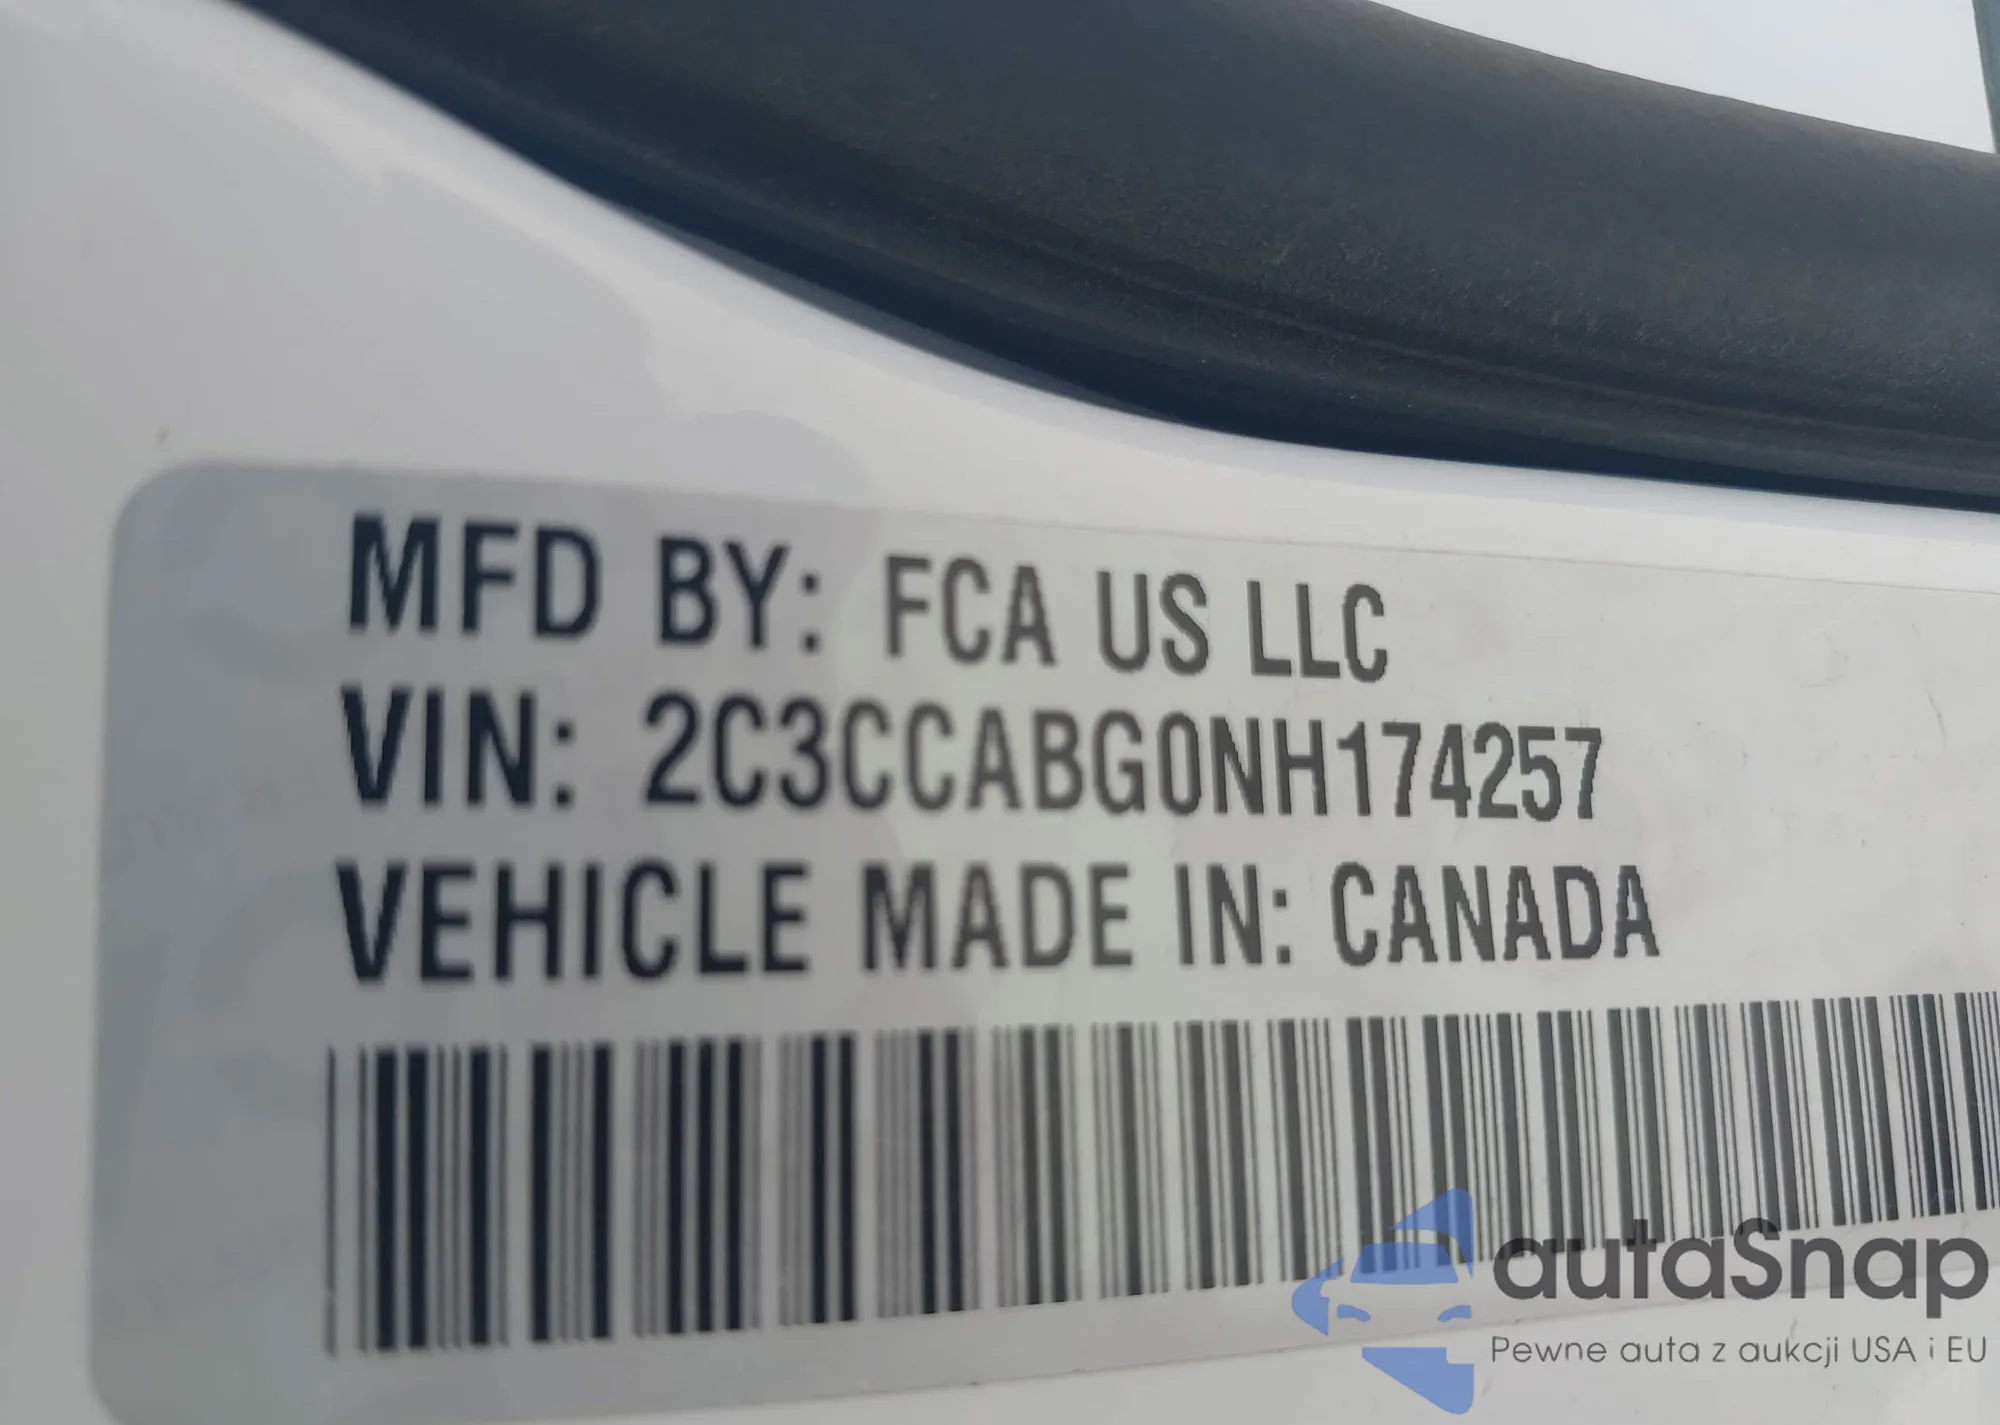 MFD BY: FCA US LLC
VIN: 2C3CCABG0NH174257
VEHICLE MADE IN: CANADA
autaSnap
Pewne auta z aukcji USA i EU